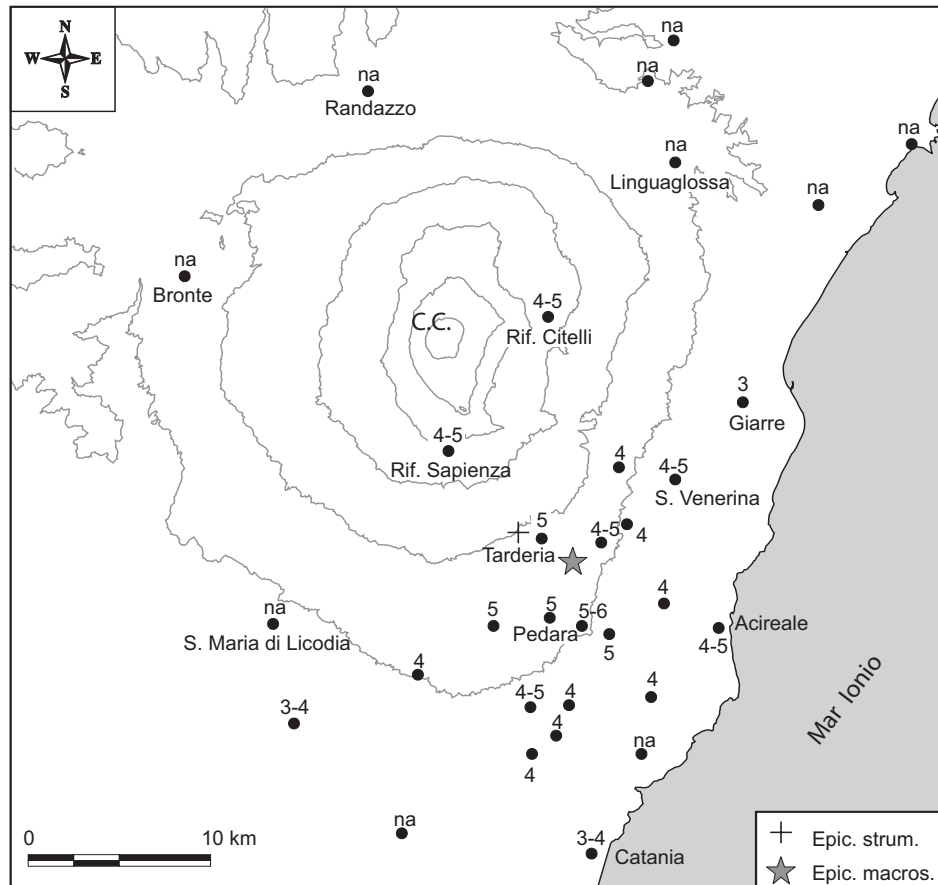 N
W E
S
na
na
na
Randazzo
na
na
Linguaglossa
na
na
Bronte
4-5
C.C.
Rif. Citelli
3
Giarre
4-5
Rif. Sapienza
4
4-5
S. Venerina
5
4-5
4
Tarderia
4
na
5
5
5-6
Acireale
S. Maria di Licodia
Pedara
5
4-5
4
4
3-4
4-5
4
4
4
na
Mar Ionio
na
3-4
Catania
0 10 km
Epic. strum.
Epic. macros.